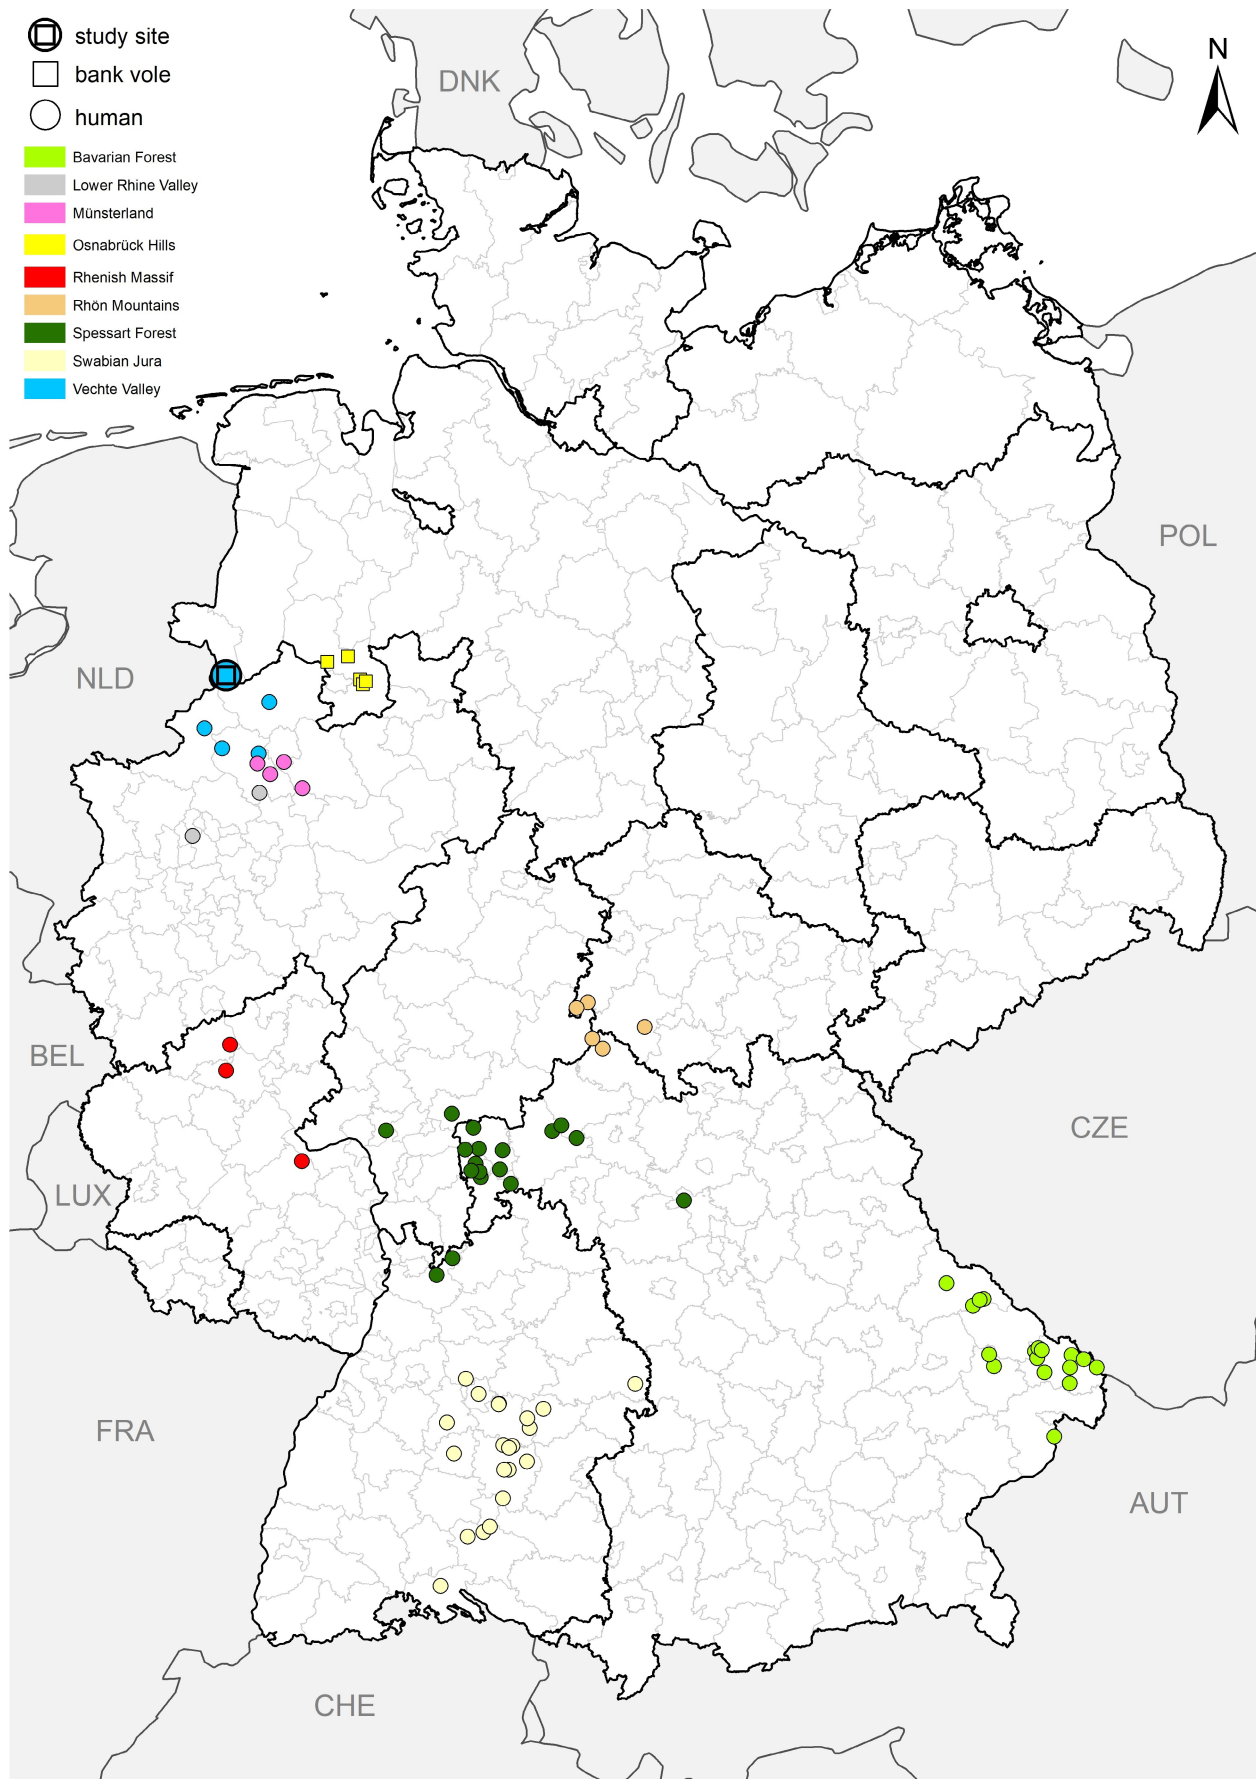 study site
bank vole
human
Bavarian Forest
Lower Rhine Valley
Münsterland
Osnabrück Hills
Rhenish Massif
Rhön Mountains
Spessart Forest
Swabian Jura
Vechte Valley
DNK
N
POL
NLD
BEL
CZE
LUX
FRA
AUT
CHE